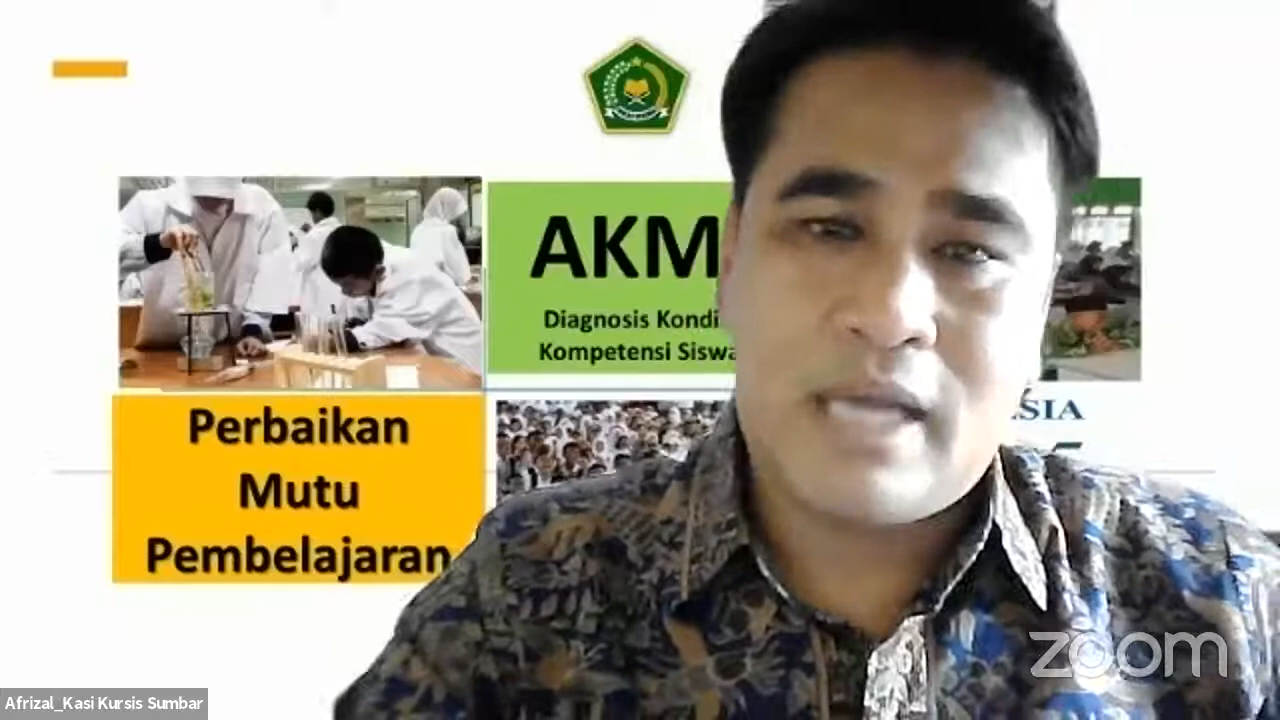 AKM
Diagnosis Kondi
Kompetensi Siswa
SIA
Perbaikan
Mutu
Pembelajaran
zoom
Afrizal_Kasi Kursis Sumbar